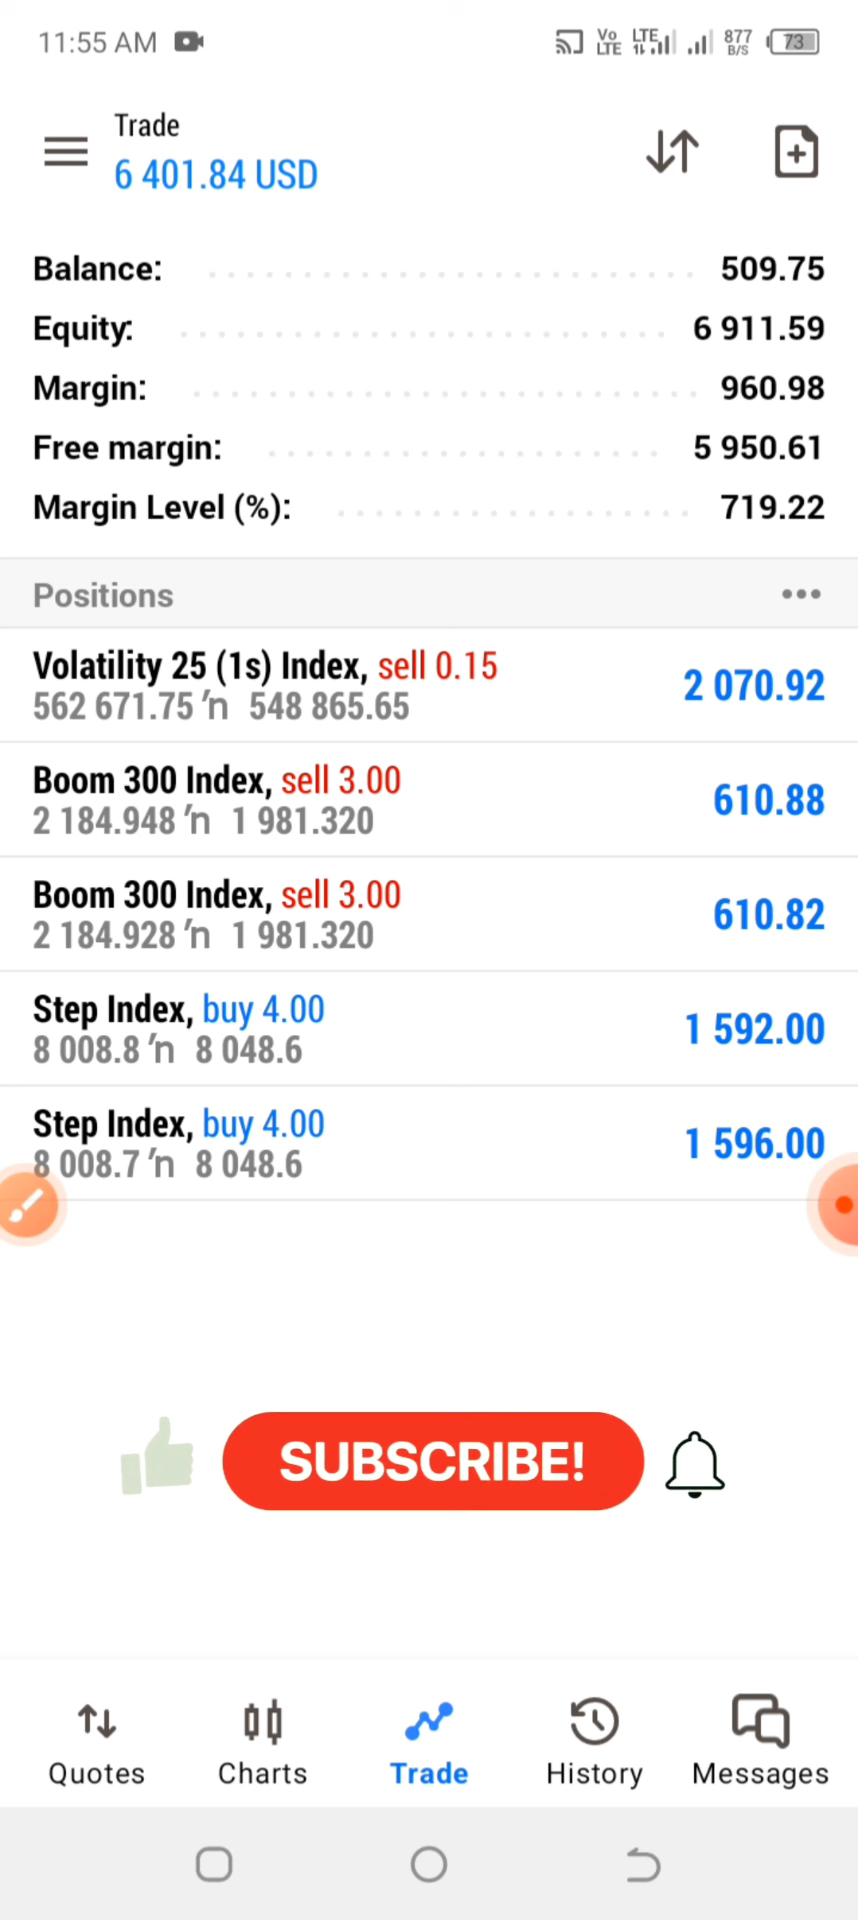 11:55 AM
Vo LTE LTE 877 B/S 73
Trade
6 401.84 USD
Balance: 509.75
Equity: 6 911.59
Margin: 960.98
Free margin: 5 950.61
Margin Level (%): 719.22
Positions
Volatility 25 (1s) Index, sell 0.15
562 671.75 ’n 548 865.65
2 070.92
Boom 300 Index, sell 3.00
2 184.948 ’n 1 981.320
610.88
Boom 300 Index, sell 3.00
2 184.928 ’n 1 981.320
610.82
Step Index, buy 4.00
8 008.8 ’n 8 048.6
1 592.00
Step Index, buy 4.00
8 008.7 ’n 8 048.6
1 596.00
SUBSCRIBE!
Quotes Charts Trade History Messages